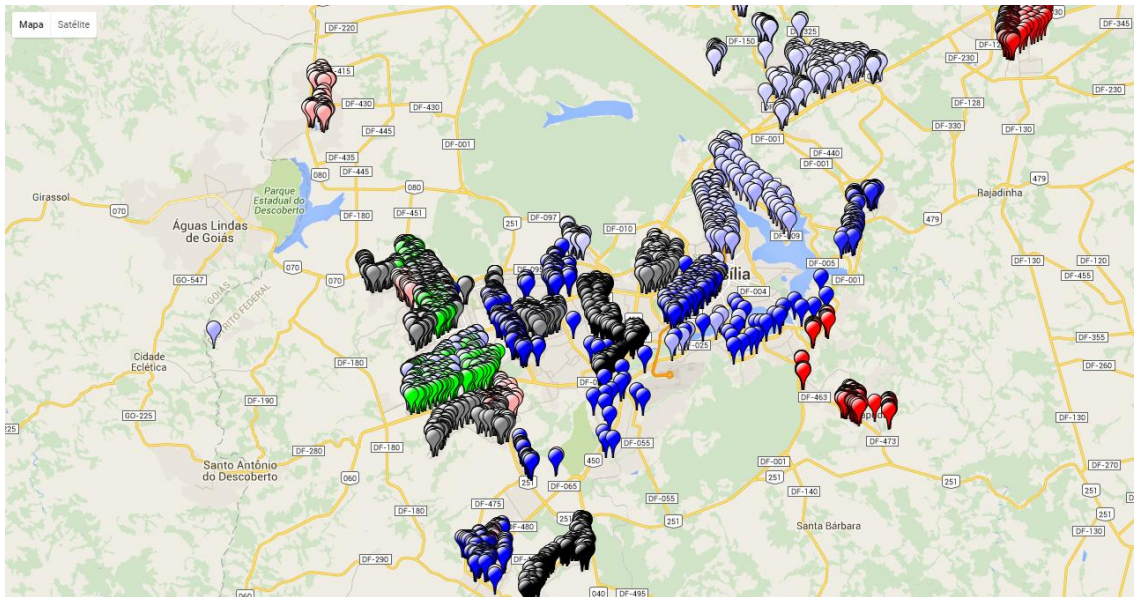 Mapa
Satélite
DF-220
DF-150
DF-345
DF-415
DF-230
DF-230
DF-430
DF-430
DF-128
DF-445
DF-330
DF-130
DF-001
DF-001
DF-440
DF-001
DF-435
DF-445
080
080
479
479
Rajadinha
Girassol
070
Parque
Estadual do
Descoberto
DF-180
DF-451
251
DF-097
DF-010
Águas Lindas
de Goiás
070
070
DF-005
DF-001
DF-130
DF-120
DF-455
GO-547
GOIÁS
DF-004
DF-025
DF-355
Cidade
Eclética
DF-180
DF-260
DF-190
DF-463
GO-225
DF-130
DF-280
DF-180
DF-055
DF-473
Santo Antônio
do Descoberto
060
450
DF-001
DF-270
251
DF-065
251
251
DF-475
DF-055
DF-140
251
DF-180
DF-480
251
251
Santa Bárbara
DF-130
DF-290
060
040
DF-495